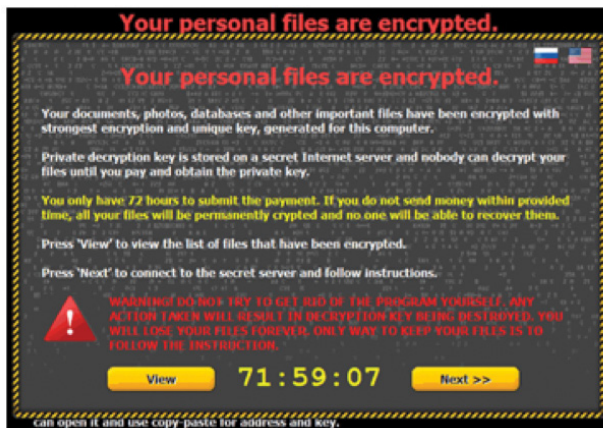 Your personal files are encrypted.
Your personal files are encrypted.
Your documents, photos, databases and other important files have been encrypted with
strongest encryption and unique key, generated for this computer.
Private decryption key is stored on a secret Internet server and nobody can decrypt your
files until you pay and obtain the private key.
You only have 72 hours to submit the payment. If you do not send money within provided
time, all your files will be permanently crypted and no one will be able to recover them.
Press 'View' to view the list of files that have been encrypted.
Press 'Next' to connect to the secret server and follow instructions.
WARNING! DO NOT TRY TO GET RID OF THE PROGRAM YOURSELF. ANY
ACTION TAKEN WILL RESULT IN DECRYPTION KEY BEING DESTROYED. YOU
WILL LOSE YOUR FILES FOREVER. ONLY WAY TO KEEP YOUR FILES IS TO
FOLLOW THE INSTRUCTION.
View
71:59:07
Next >>
can open it and use copy-paste for address and key.